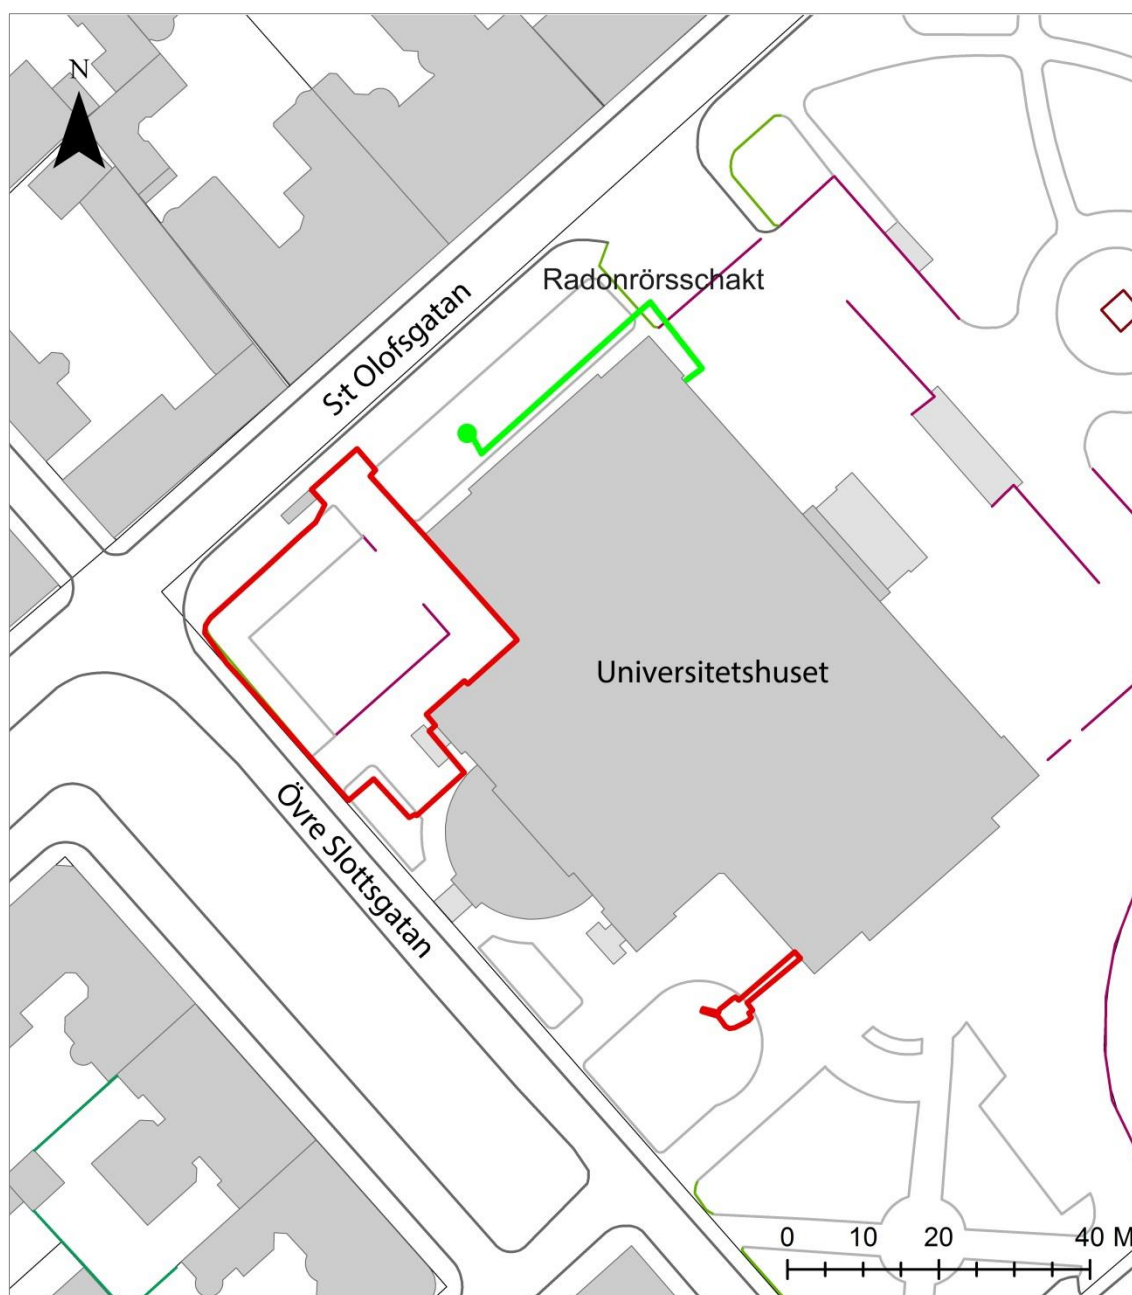 N
Radonrörsschakt
S:t Olofsgatan
Universitetshuset
Övre Slottsgatan
0 10 20 40 M